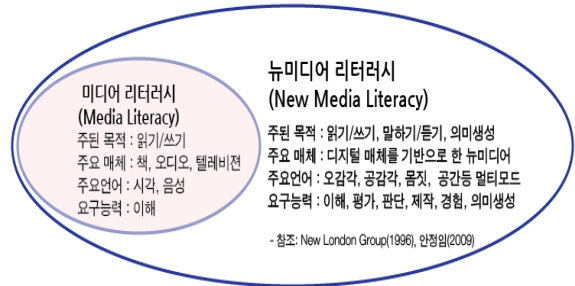 미디어 리터러시
(Media Literacy)
주된 목적 : 읽기/쓰기
주요 매체 : 책, 오디오, 텔레비젼
주요언어 : 시각, 음성
요구능력 : 이해
뉴미디어 리터러시
(New Media Literacy)
주된 목적 : 읽기/쓰기, 말하기/듣기, 의미생성
주요 매체 : 디지털 매체를 기반으로 한 뉴미디어
주요언어 : 오감각, 공감각, 몸짓, 공간등 멀티모드
요구능력 : 이해, 평가, 판단, 제작, 경험, 의미생성
- 참조: New London Group(1996), 안정임(2009)